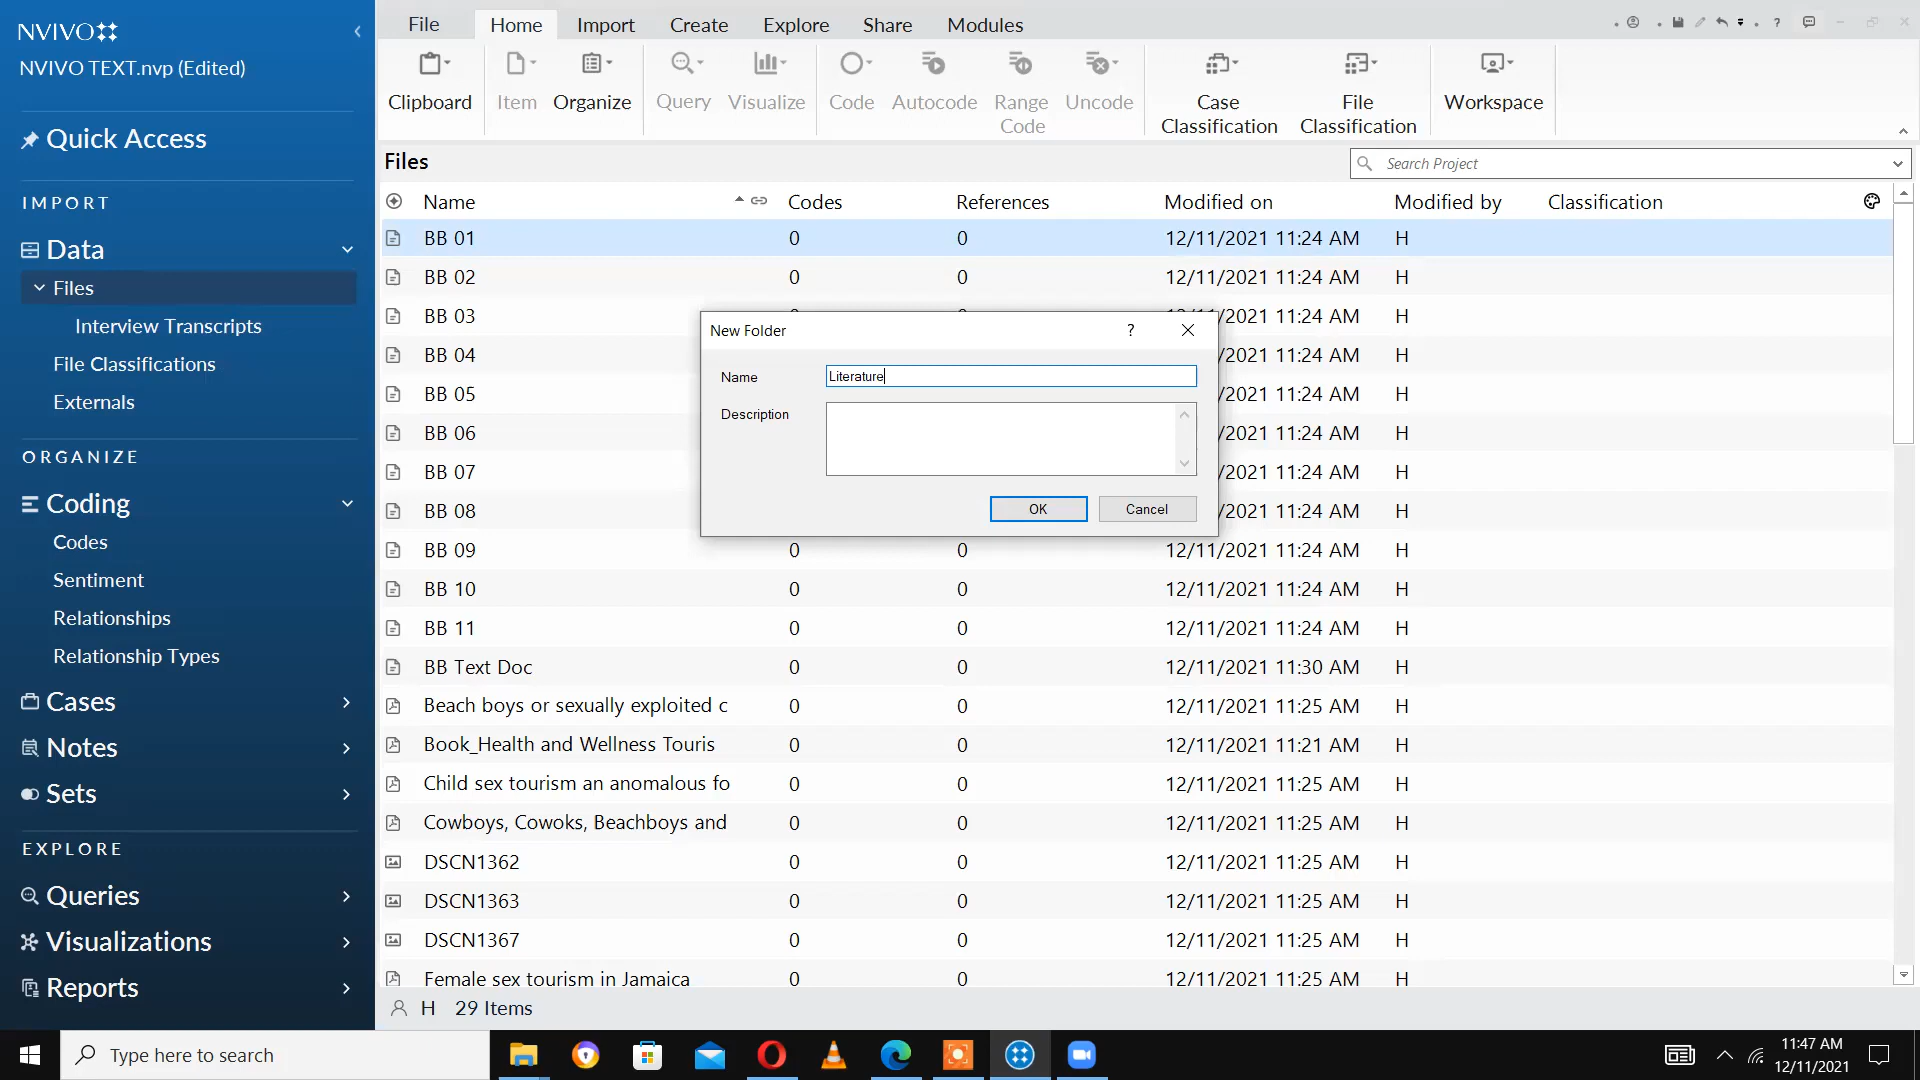 NVIVO
NVIVO TEXT.nvp (Edited)
Quick Access
IMPORT
Data
Files
Interview Transcripts
File Classifications
Externals
ORGANIZE
Coding
Codes
Sentiment
Relationships
Relationship Types
Cases
Notes
Sets
EXPLORE
Queries
Visualizations
Reports
File Home Import Create Explore Share Modules
Clipboard Item Organize Query Visualize Code Autocode Range Code Uncode Case Classification File Classification Workspace
Files
Search Project
Name Codes References Modified on Modified by Classification
BB 01 0 0 12/11/2021 11:24 AM H
BB 02 0 0 12/11/2021 11:24 AM H
BB 03 /2021 11:24 AM H
BB 04 /2021 11:24 AM H
BB 05 /2021 11:24 AM H
BB 06 /2021 11:24 AM H
BB 07 /2021 11:24 AM H
BB 08 /2021 11:24 AM H
BB 09 0 0 12/11/2021 11:24 AM H
BB 10 0 0 12/11/2021 11:24 AM H
BB 11 0 0 12/11/2021 11:24 AM H
BB Text Doc 0 0 12/11/2021 11:30 AM H
Beach boys or sexually exploited c 0 0 12/11/2021 11:25 AM H
Book_Health and Wellness Touris 0 0 12/11/2021 11:21 AM H
Child sex tourism an anomalous fo 0 0 12/11/2021 11:25 AM H
Cowboys, Cowoks, Beachboys and 0 0 12/11/2021 11:25 AM H
DSCN1362 0 0 12/11/2021 11:25 AM H
DSCN1363 0 0 12/11/2021 11:25 AM H
DSCN1367 0 0 12/11/2021 11:25 AM H
Female sex tourism in Jamaica 0 0 12/11/2021 11:25 AM H
H 29 Items
New Folder ?
Name Literature
Description
OK Cancel
Type here to search
11:47 AM
12/11/2021